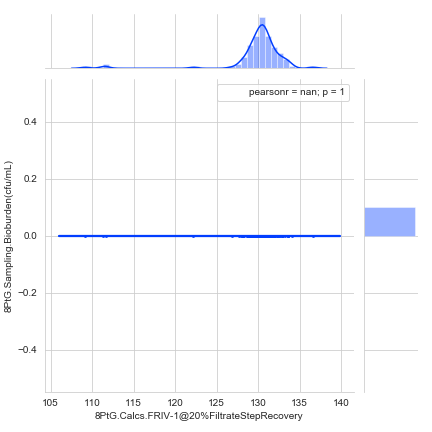 pearsonr = nan; p = 1
0.4
0.2
0.0
−0.2
−0.4
8PtG.Sampling.Bioburden(cfu/mL)
105 110 115 120 125 130 135 140
8PtG.Calcs.FRIV-1@20%FiltrateStepRecovery